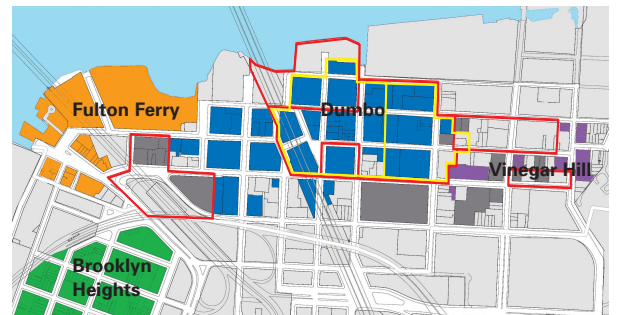 Fulton Ferry
Dumbo
Vinegar Hill
Brooklyn
Heights